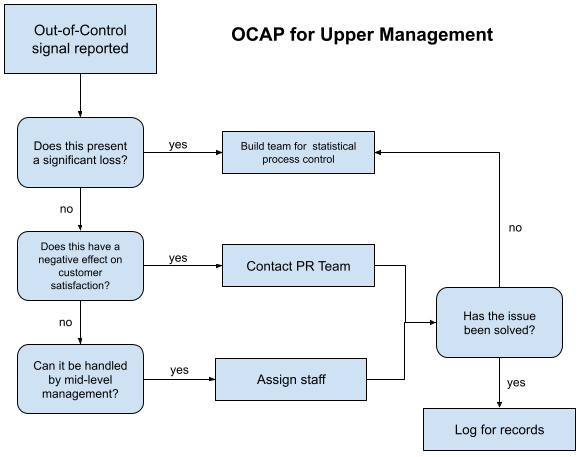 Out-of-Control
signal reported
OCAP for Upper Management
Does this present
a significant loss?
yes
Build team for statistical
process control
no
no
Does this have a
negative effect on
customer
satisfaction?
yes
Contact PR Team
Has the issue
been solved?
no
Can it be handled
by mid-level
management?
yes
Assign staff
yes
Log for records